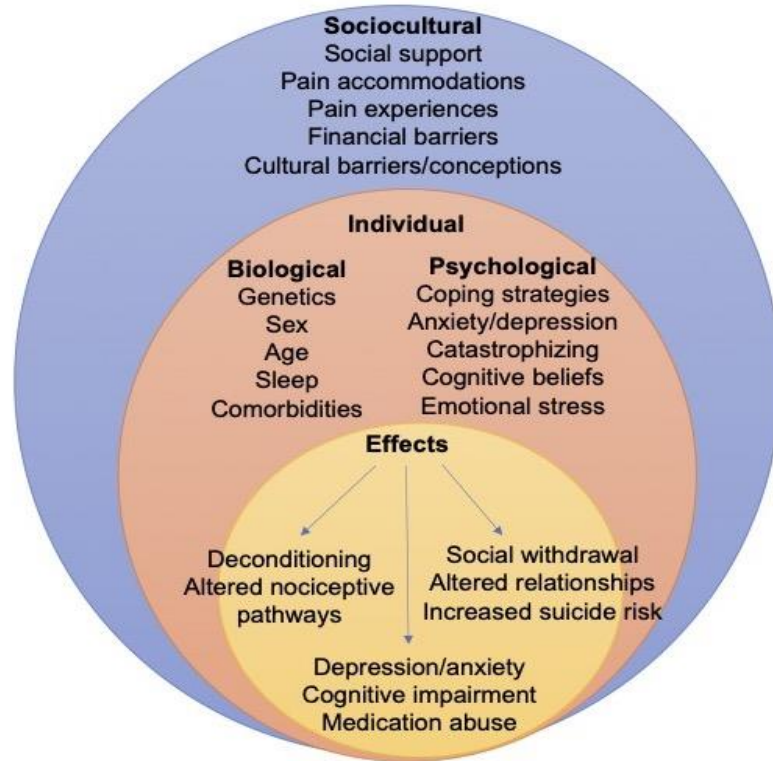 Sociocultural
Social support
Pain accommodations
Pain experiences
Financial barriers
Cultural barriers/conceptions
Individual
Biological
Genetics
Sex
Age
Sleep
Comorbidities
Psychological
Coping strategies
Anxiety/depression
Catastrophizing
Cognitive beliefs
Emotional stress
Effects
Deconditioning
Altered nociceptive
pathways
Social withdrawal
Altered relationships
Increased suicide risk
Depression/anxiety
Cognitive impairment
Medication abuse